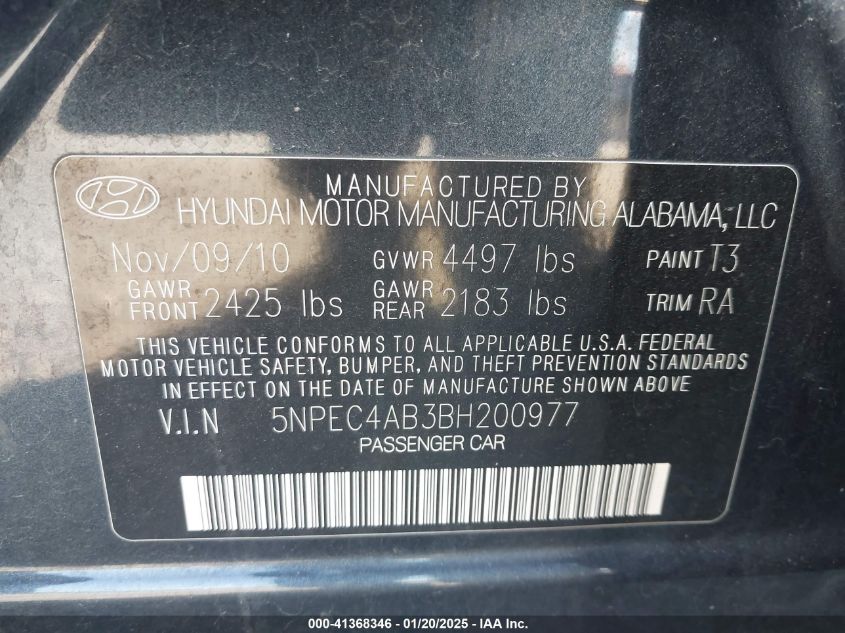 MANUFACTURED BY
HYUNDAI MOTOR MANUFACTURING ALABAMA, LLC
Nov/09/10 GVWR 4497 lbs PAINT T3
GAWR FRONT 2425 lbs GAWR REAR 2183 lbs TRIM RA
THIS VEHICLE CONFORMS TO ALL APPLICABLE U.S.A. FEDERAL
MOTOR VEHICLE SAFETY, BUMPER, AND THEFT PREVENTION STANDARDS
IN EFFECT ON THE DATE OF MANUFACTURE SHOWN ABOVE.
V.I.N 5NPEC4AB3BH200977
PASSENGER CAR
000-41368346 - 01/20/2025 - IAA Inc.